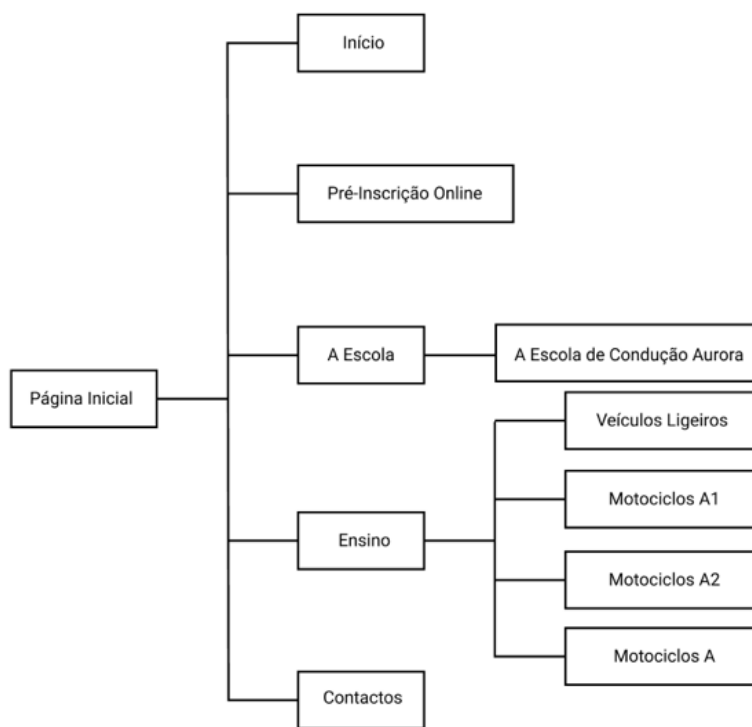 Início
Pré-Inscrição Online
A Escola
A Escola de Condução Aurora
Página Inicial
Veículos Ligeiros
Motociclos A1
Ensino
Motociclos A2
Motociclos A
Contactos